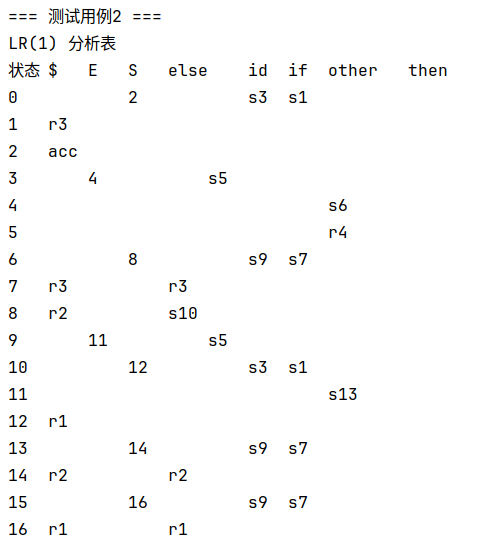 === 测试用例2 ===
LR(1) 分析表
状态 $ E S else id if other then
0 2 s3 s1
1 r3
2 acc
3 4 s5
4 s6
5 r4
6 8 s9 s7
7 r3 r3
8 r2 s10
9 11 s5
10 12 s3 s1
11 s13
12 r1
13 14 s9 s7
14 r2 r2
15 16 s9 s7
16 r1 r1